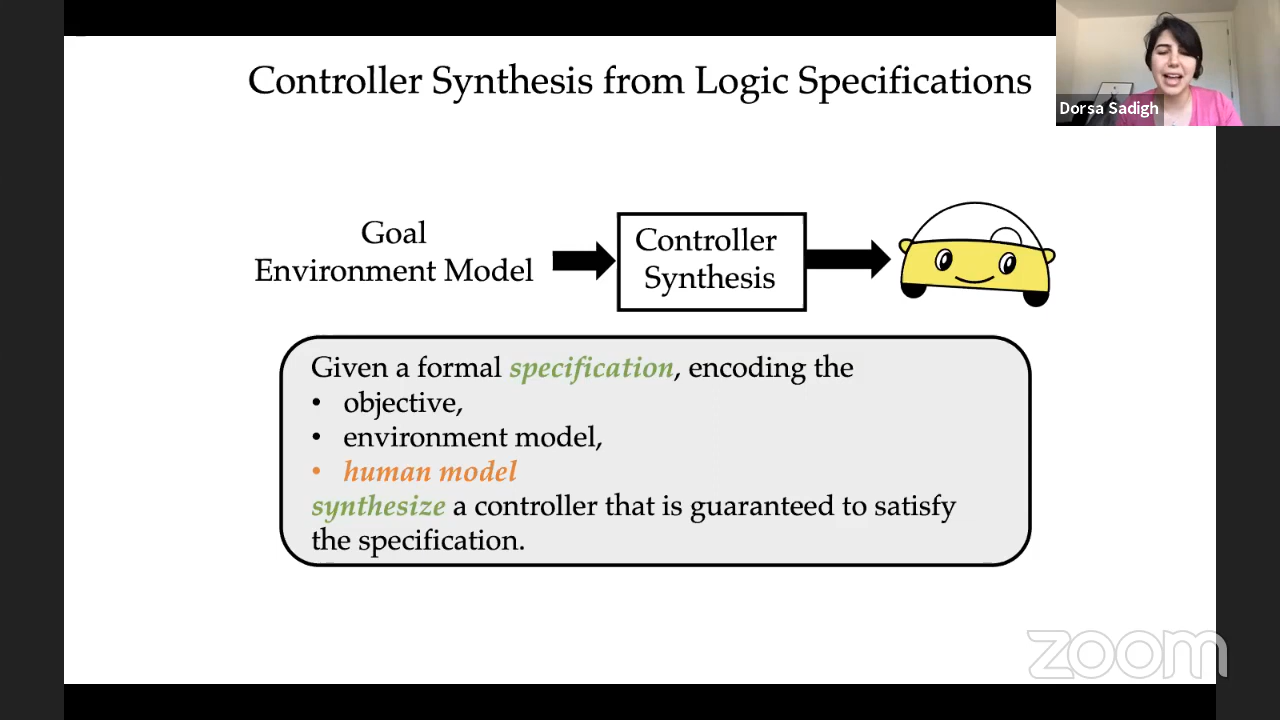 Controller Synthesis from Logic Specifications
Dorsa Sadigh
Goal
Environment Model
Controller
Synthesis
Given a formal specification, encoding the
• objective,
• environment model,
• human model
synthesize a controller that is guaranteed to satisfy
the specification.
zoom